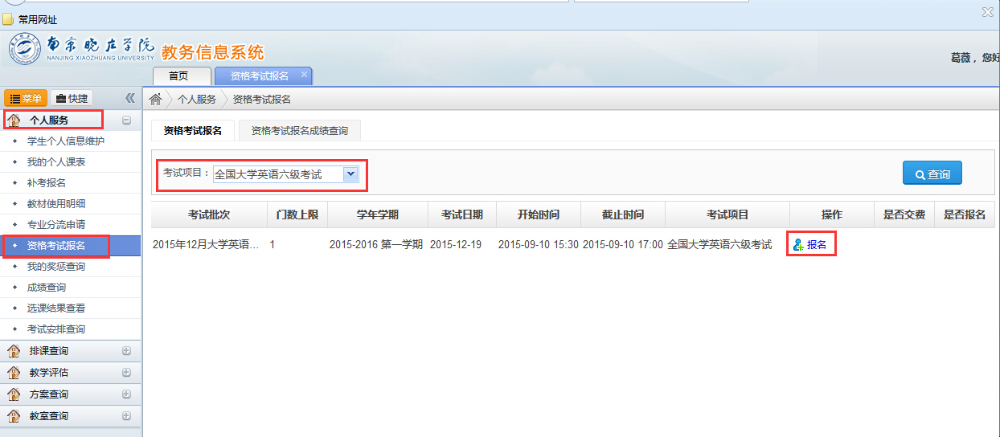 常用网址
南京晓庄学院
NANJING XIAOZHUANG UNIVERSITY
教务信息系统
葛薇，您好
首页
资格考试报名
菜单
快捷
个人服务
资格考试报名
个人服务
学生个人信息维护
我的个人课表
补考报名
教材使用明细
专业分流申请
资格考试报名
我的奖惩查询
成绩查询
选课结果查看
考试安排查询
排课查询
教学评估
方案查询
教室查询
资格考试报名
资格考试报名成绩查询
考试项目：
全国大学英语六级考试
查询
考试批次 门数上限 学年学期 考试日期 开始时间 截止时间 考试项目 操作 是否交费 是否报名
2015年12月大学英语... 1 2015-2016 第一学期 2015-12-19 2015-09-10 15:30 2015-09-10 17:00 全国大学英语六级考试 报名